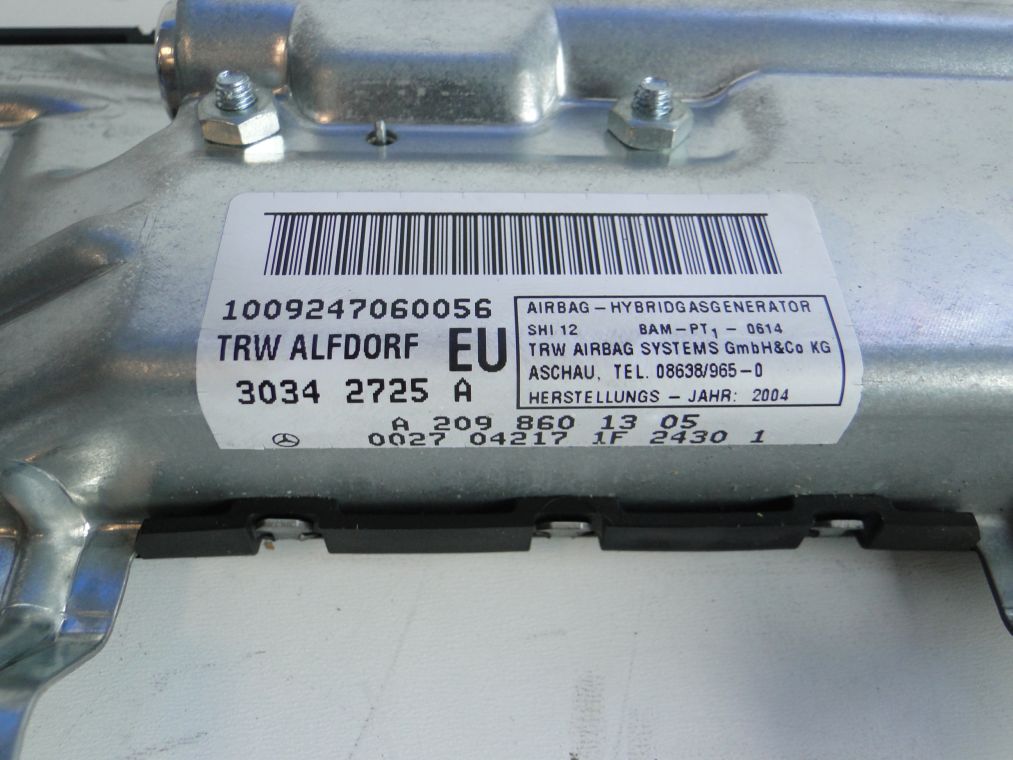 1009247060056
TRW ALFDORF EU
3034 2725 A
AIRBAG – HYBRIDGASGENERATOR
SHI 12 BAM–PT₁ – 0614
TRW AIRBAG SYSTEMS GmbH&Co KG
ASCHAU, TEL. 08638/965–0
HERSTELLUNGS – JAHR: 2004
A 209 860 13 05
0027 04217 1F 2430 1